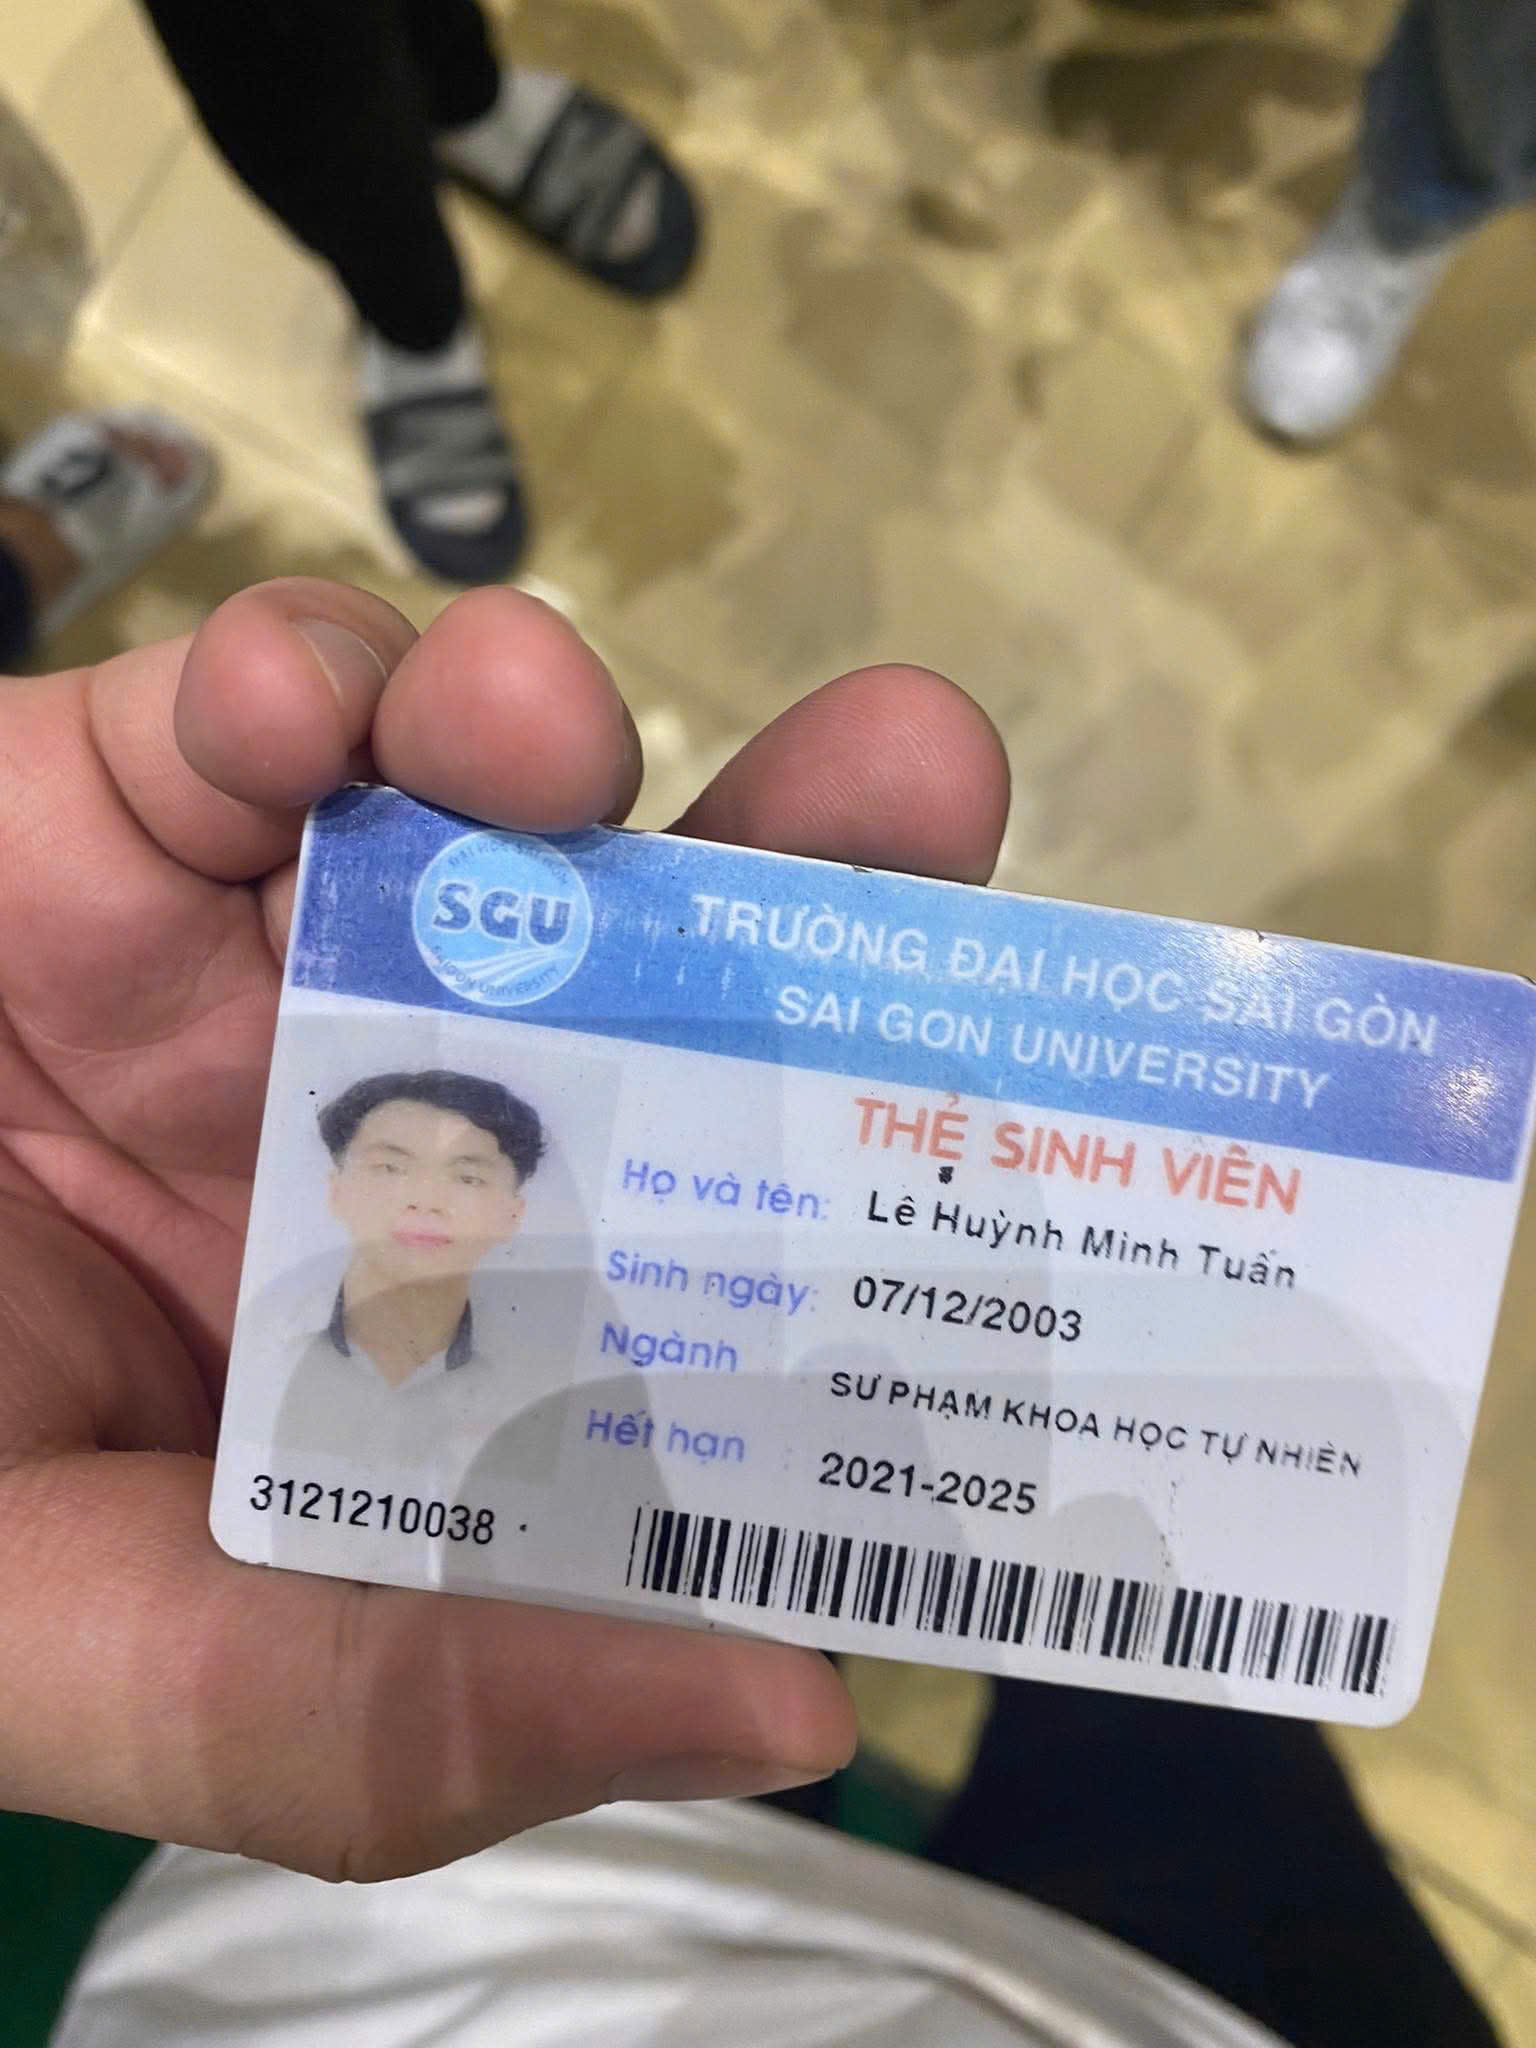 ĐẠI HỌC SÀI GÒN
SGU
SAIGON UNIVERSITY
TRƯỜNG ĐẠI HỌC SÀI GÒN
SAI GON UNIVERSITY
THẺ SINH VIÊN
Họ và tên: Lê Huỳnh Minh Tuấn
Sinh ngày: 07/12/2003
Ngành SƯ PHẠM KHOA HỌC TỰ NHIÊN
Hết hạn : 2021-2025
3121210038